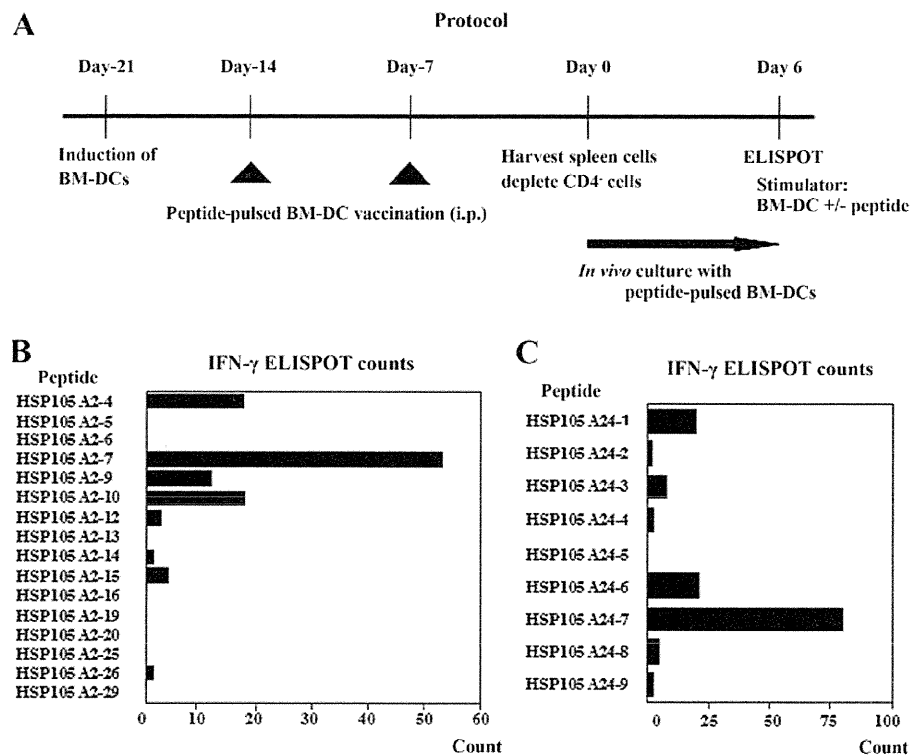 A
Protocol
Day-21 Day-14 Day-7 Day 0 Day 6
Induction of
BM-DCs
Peptide-pulsed BM-DC vaccination (i.p.)
Harvest spleen cells
deplete CD4- cells
ELISPOT
Stimulator:
BM-DC +/- peptide
In vivo culture with
peptide-pulsed BM-DCs
B
IFN-γ ELISPOT counts
Peptide
HSP105 A2-4
HSP105 A2-5
HSP105 A2-6
HSP105 A2-7
HSP105 A2-9
HSP105 A2-10
HSP105 A2-12
HSP105 A2-13
HSP105 A2-14
HSP105 A2-15
HSP105 A2-16
HSP105 A2-19
HSP105 A2-20
HSP105 A2-25
HSP105 A2-26
HSP105 A2-29
0 10 20 30 40 50 60
Count
C
IFN-γ ELISPOT counts
Peptide
HSP105 A24-1
HSP105 A24-2
HSP105 A24-3
HSP105 A24-4
HSP105 A24-5
HSP105 A24-6
HSP105 A24-7
HSP105 A24-8
HSP105 A24-9
0 25 50 75 100
Count